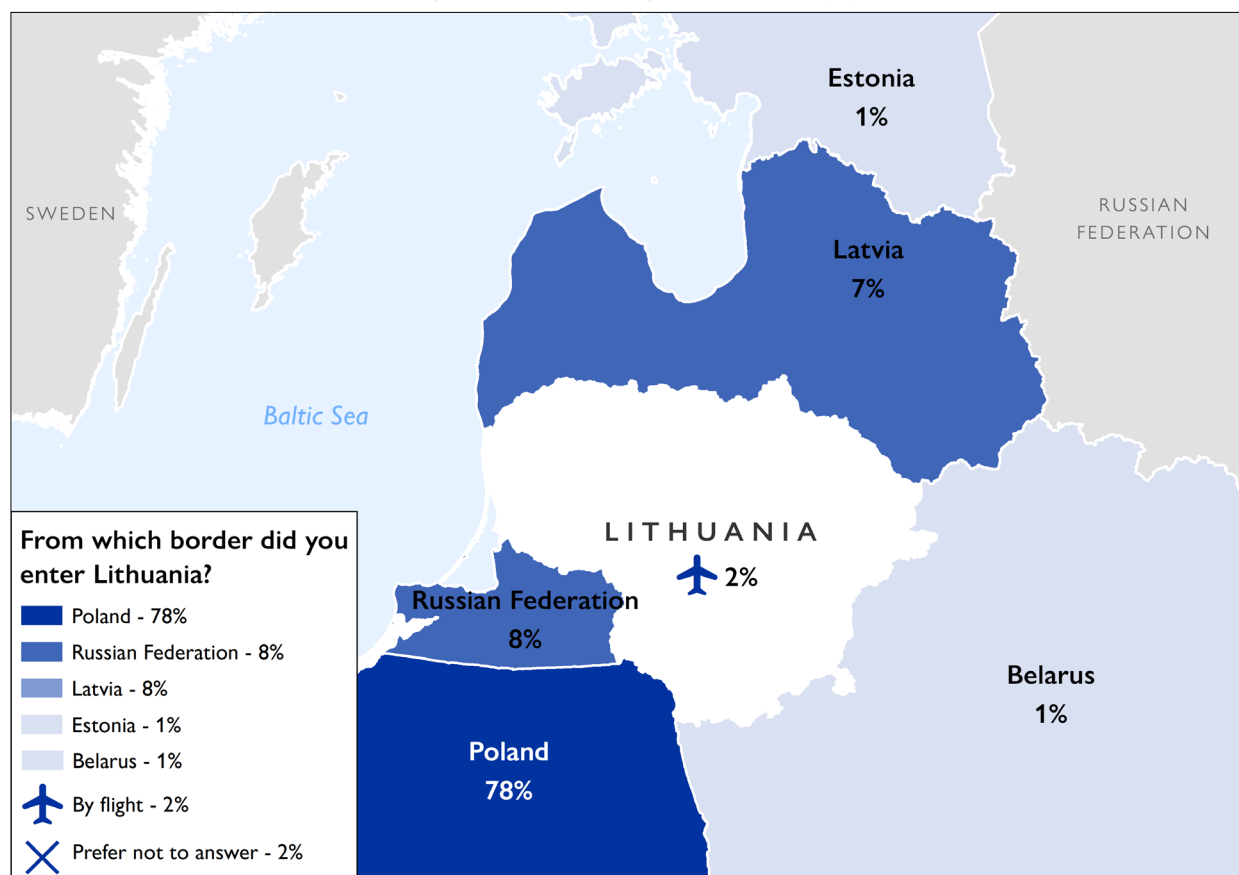 Estonia
1%
SWEDEN
RUSSIAN
FEDERATION
Latvia
7%
Baltic Sea
LITHUANIA
2%
Russian Federation
8%
Belarus
1%
Poland
78%
From which border did you
enter Lithuania?
Poland - 78%
Russian Federation - 8%
Latvia - 8%
Estonia - 1%
Belarus - 1%
By flight - 2%
Prefer not to answer - 2%